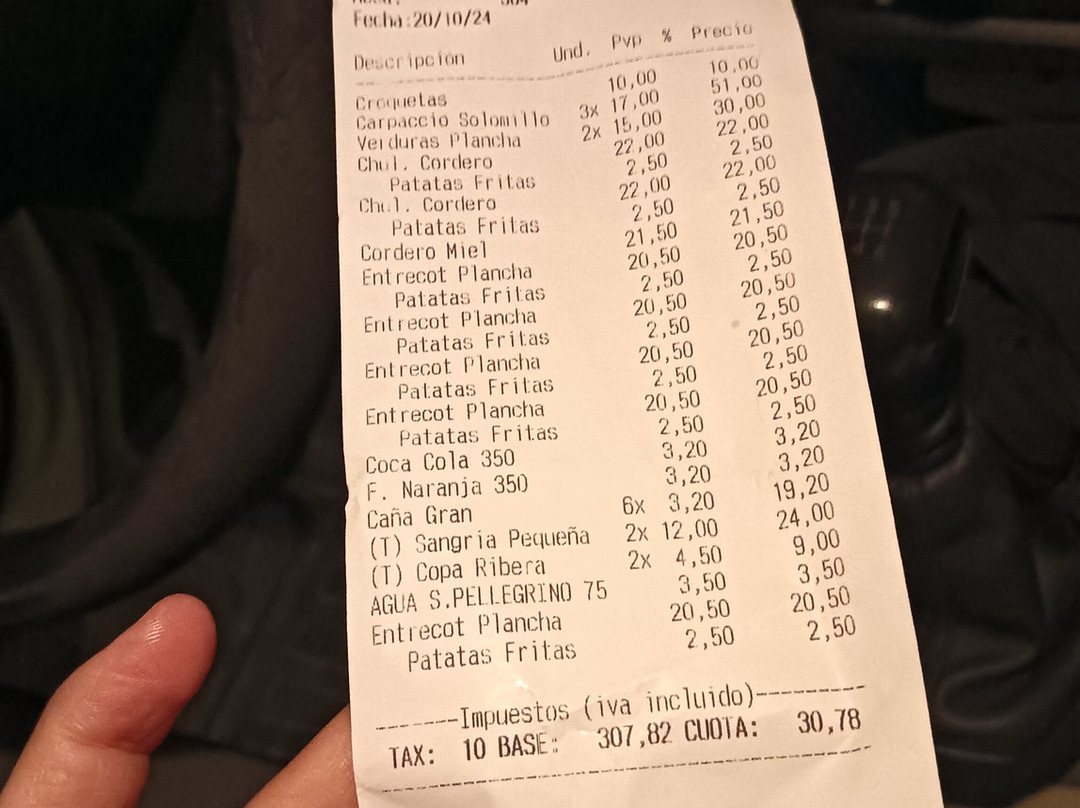 Fecha:20/10/24
Descripción Und. Pvp % Precio
Croquetas 10,00 10,00
Carpaccio Solomillo 3x 17,00 51,00
Verduras Plancha 2x 15,00 30,00
Chul. Cordero 22,00 22,00
Patatas Fritas 2,50 2,50
Chul. Cordero 22,00 22,00
Patatas Fritas 2,50 2,50
Cordero Miel 21,50 21,50
Entrecot Plancha 20,50 20,50
Patatas Fritas 2,50 2,50
Entrecot Plancha 20,50 20,50
Patatas Fritas 2,50 2,50
Entrecot Plancha 20,50 20,50
Patatas Fritas 2,50 2,50
Entrecot Plancha 20,50 20,50
Patatas Fritas 2,50 2,50
Coca Cola 350 3,20 3,20
F. Naranja 350 3,20 3,20
Caña Gran 6x 3,20 19,20
(T) Sangria Pequeña 2x 12,00 24,00
(T) Copa Ribera 2x 4,50 9,00
AGUA S.PELLEGRINO 75 3,50 3,50
Entrecot Plancha 20,50 20,50
Patatas Fritas 2,50 2,50
-------Impuestos (iva incluido)---------
TAX: 10 BASE: 307,82 CUOTA: 30,78